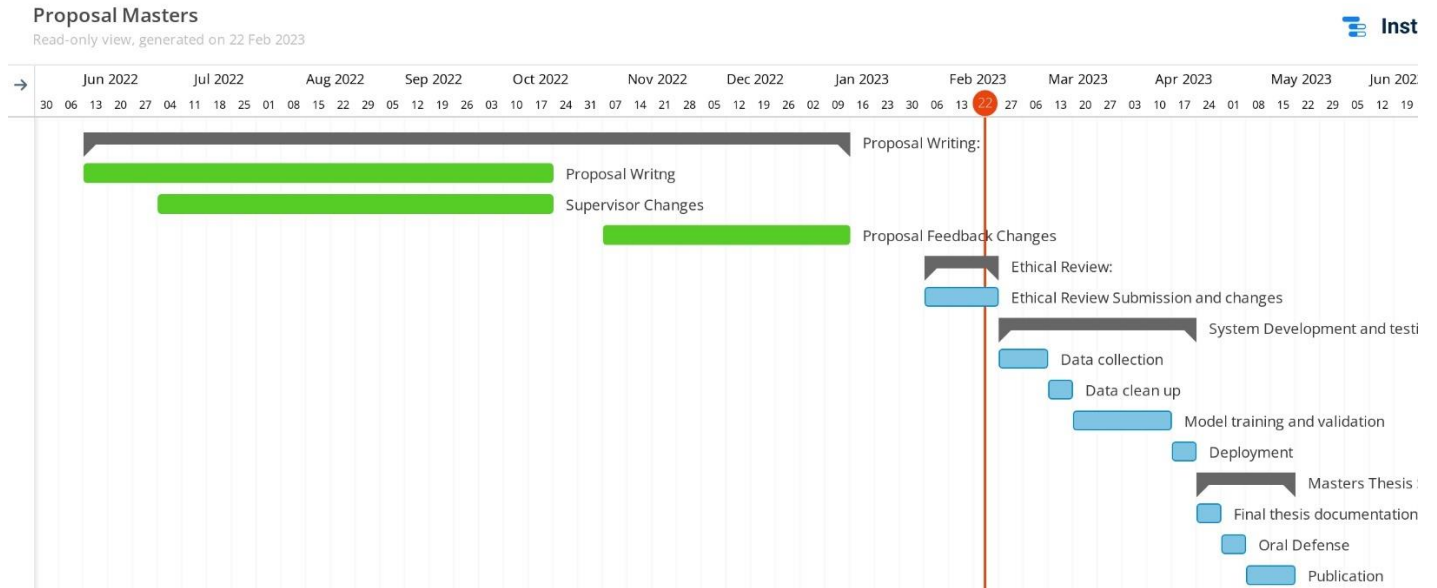 Proposal Masters
Read-only view, generated on 22 Feb 2023
Inst
Jun 2022 Jul 2022 Aug 2022 Sep 2022 Oct 2022 Nov 2022 Dec 2022 Jan 2023 Feb 2023 Mar 2023 Apr 2023 May 2023 Jun 202
30 06 13 20 27 04 11 18 25 01 08 15 22 29 05 12 19 26 03 10 17 24 31 07 14 21 28 05 12 19 26 02 09 16 23 30 06 13 22 27 06 13 20 27 03 10 17 24 01 08 15 22 29 05 12 19
Proposal Writing:
Proposal Writng
Supervisor Changes
Proposal Feedback Changes
Ethical Review:
Ethical Review Submission and changes
System Development and testi
Data collection
Data clean up
Model training and validation
Deployment
Masters Thesis
Final thesis documentation
Oral Defense
Publication